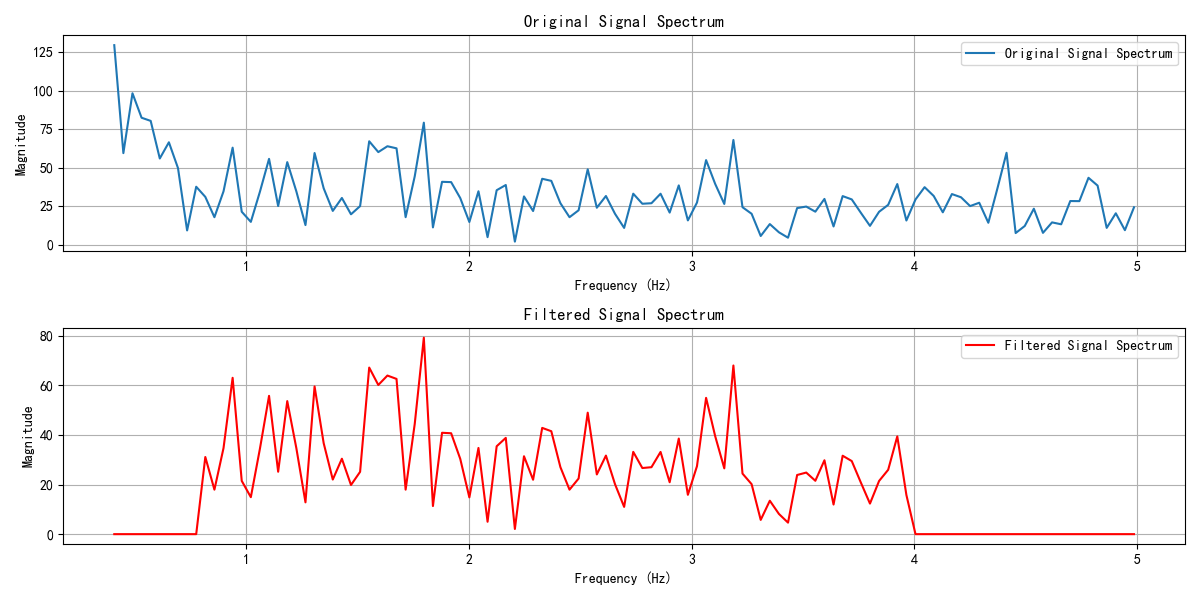 Original Signal Spectrum
Original Signal Spectrum
Magnitude
125
100
75
50
25
0
1 2 3 4 5
Frequency (Hz)
Filtered Signal Spectrum
Filtered Signal Spectrum
Magnitude
80
60
40
20
0
1 2 3 4 5
Frequency (Hz)